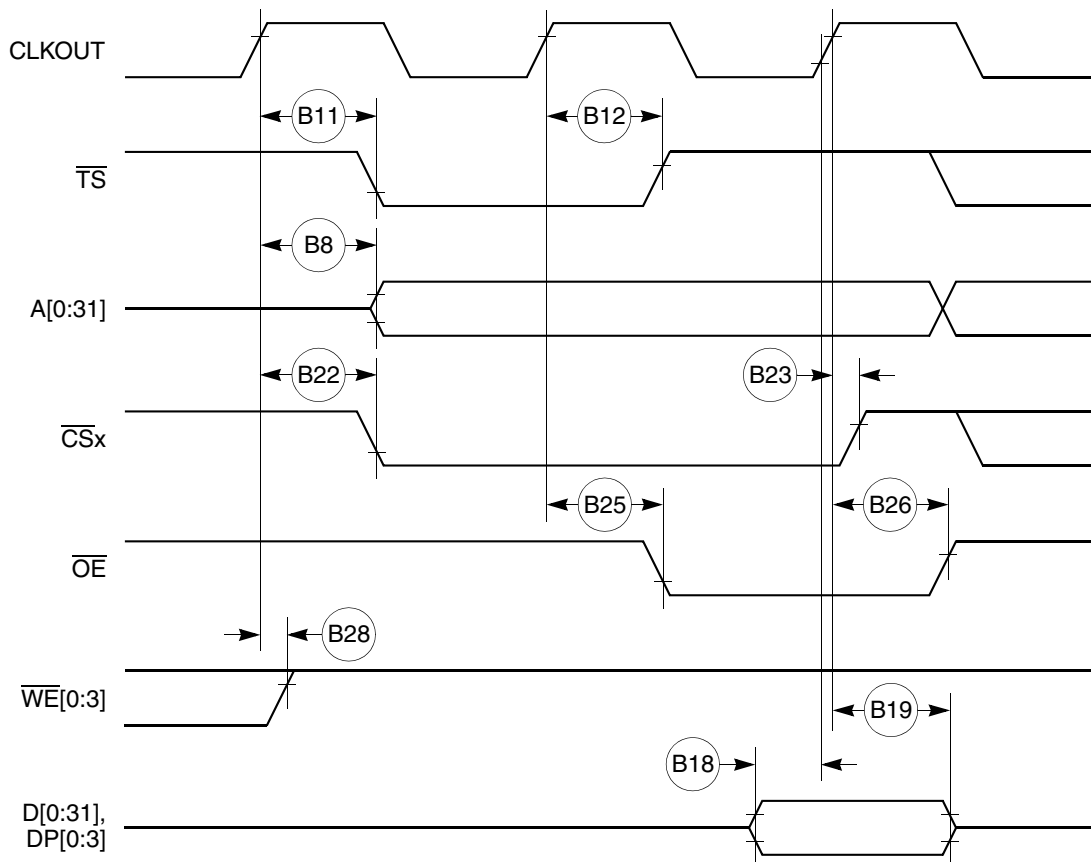 CLKOUT
B11
B12
TS
B8
A[0:31]
B22
B23
CSx
B25
B26
OE
B28
WE[0:3]
B19
B18
D[0:31],
DP[0:3]